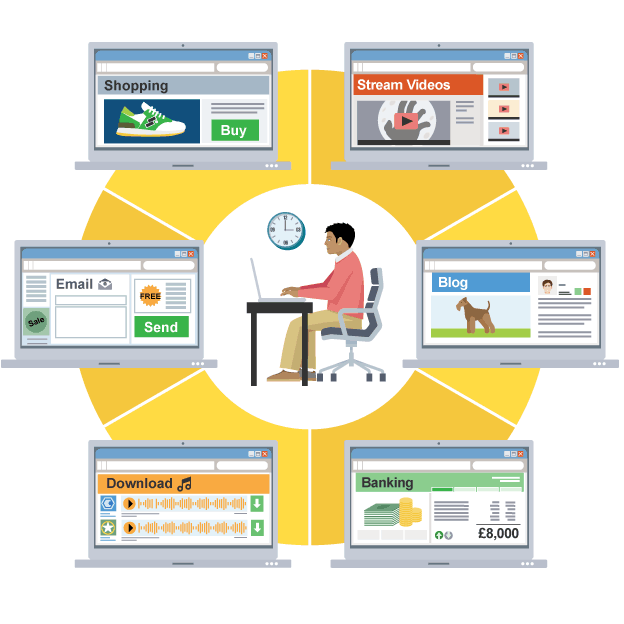 Shopping
Buy
Stream Videos
Email
FREE
Sale
Send
Blog
Download
Banking
£8,000